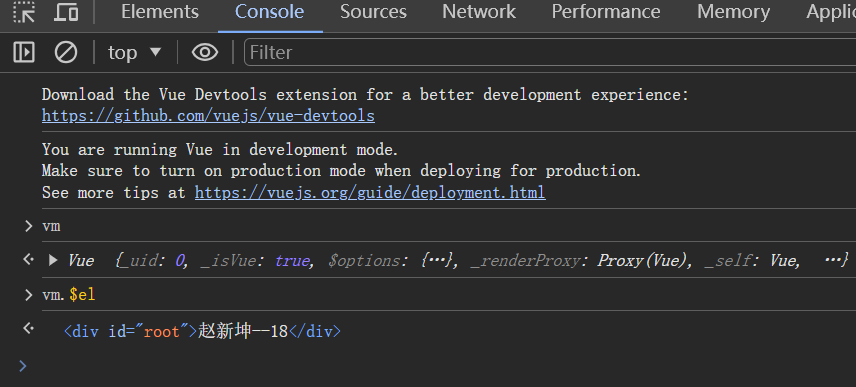 Elements Console Sources Network Performance Memory Applic
top ▼ Filter
Download the Vue Devtools extension for a better development experience:
https://github.com/vuejs/vue-devtools
You are running Vue in development mode.
Make sure to turn on production mode when deploying for production.
See more tips at https://vuejs.org/guide/deployment.html
> vm
Vue {_uid: 0, _isVue: true, $options: {…}, _renderProxy: Proxy(Vue), _self: Vue, …}
> vm.$el
<div id="root">赵新坤--18</div>
>